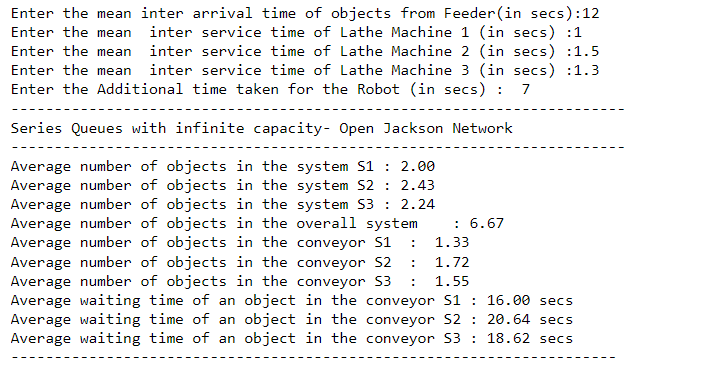 Enter the mean inter arrival time of objects from Feeder(in secs):12
Enter the mean  inter service time of Lathe Machine 1 (in secs) :1
Enter the mean  inter service time of Lathe Machine 2 (in secs) :1.5
Enter the mean  inter service time of Lathe Machine 3 (in secs) :1.3
Enter the Additional time taken for the Robot (in secs) :  7
-----------------------------------------------------------------------
Series Queues with infinite capacity- Open Jackson Network
-----------------------------------------------------------------------
Average number of objects in the system S1 : 2.00
Average number of objects in the system S2 : 2.43
Average number of objects in the system S3 : 2.24
Average number of objects in the overall system    : 6.67
Average number of objects in the conveyor S1  :  1.33
Average number of objects in the conveyor S2  :  1.72
Average number of objects in the conveyor S3  :  1.55
Average waiting time of an object in the conveyor S1 : 16.00 secs
Average waiting time of an object in the conveyor S2 : 20.64 secs
Average waiting time of an object in the conveyor S3 : 18.62 secs
----------------------------------------------------------------------